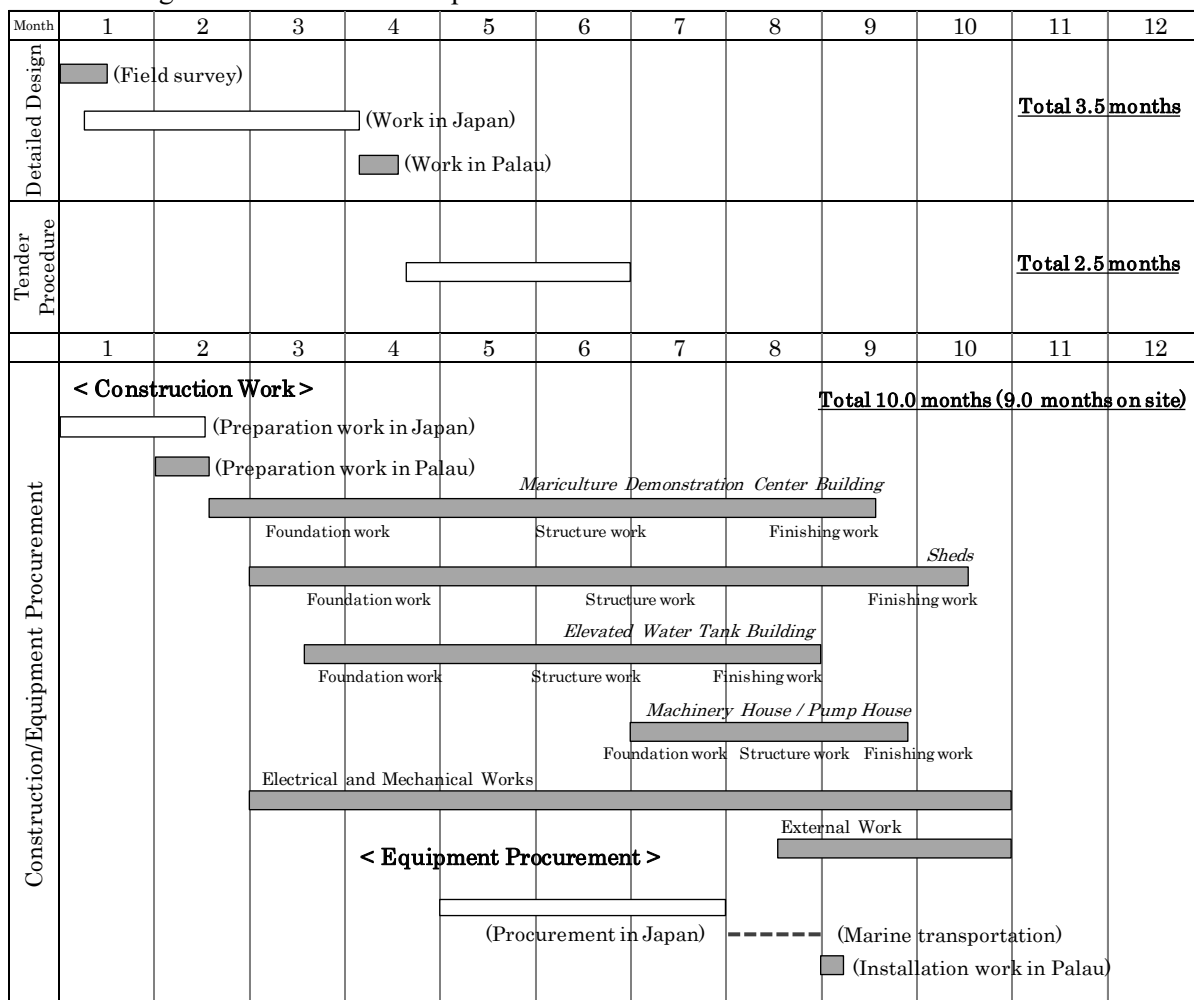 Month 1 2 3 4 5 6 7 8 9 10 11 12
Detailed Design
(Field survey)
Total 3.5 months
(Work in Japan)
(Work in Palau)
Tender
Procedure
Total 2.5 months
1 2 3 4 5 6 7 8 9 10 11 12
Construction/Equipment Procurement
< Construction Work >
Total 10.0 months (9.0 months on site)
(Preparation work in Japan)
(Preparation work in Palau)
Mariculture Demonstration Center Building
Foundation work Structure work Finishing work
Sheds
Foundation work Structure work Finishing work
Elevated Water Tank Building
Foundation work Structure work Finishing work
Machinery House / Pump House
Foundation work Structure work Finishing work
Electrical and Mechanical Works
External Work
< Equipment Procurement >
(Procurement in Japan) (Marine transportation)
(Installation work in Palau)